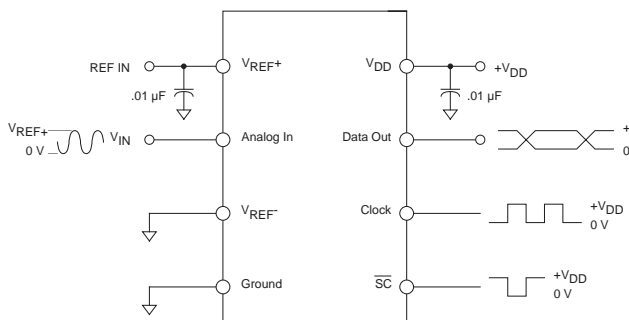 REF IN
VREF+
VDD
+VDD
.01 µF
.01 µF
VREF+
0 V
VIN
Analog In
Data Out
+
0
VREF-
Clock
+VDD
0 V
Ground
SC
+VDD
0 V